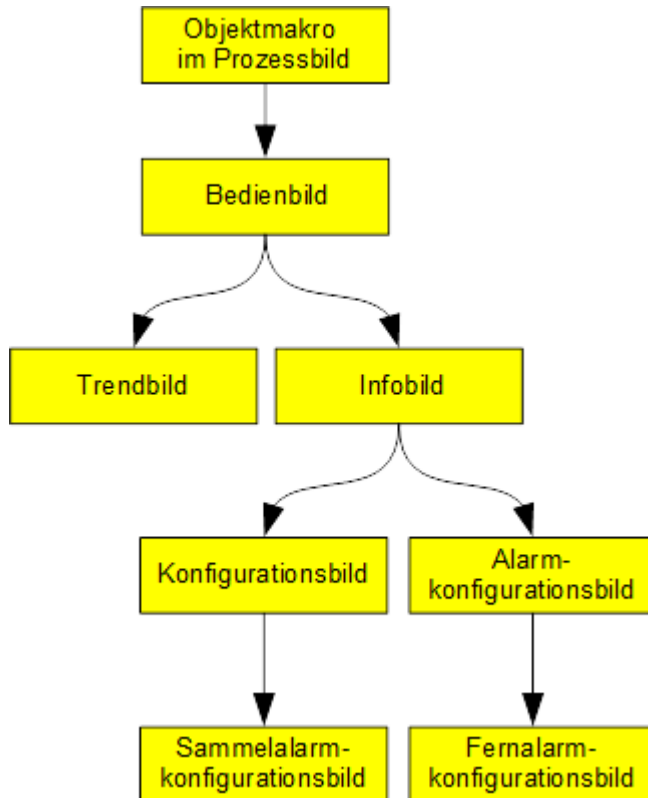 Objektmakro
im Prozessbild
Bedienbild
Trendbild
Infobild
Konfigurationsbild
Alarm-
konfigurationsbild
Sammelalarm-
konfigurationsbild
Fernalarm-
konfigurationsbild